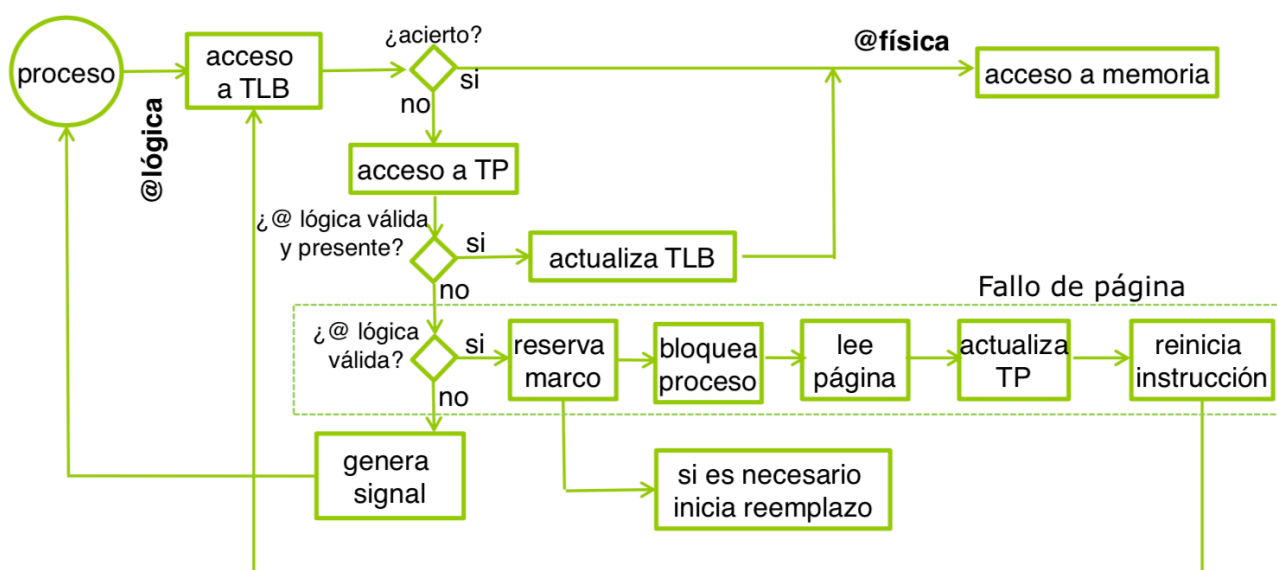 proceso
@lógica
acceso
a TLB
¿acierto?
si
no
@física
acceso a memoria
acceso a TP
¿@ lógica válida
y presente?
si
no
actualiza TLB
Fallo de página
¿@ lógica
válida?
si
no
reserva
marco
bloquea
proceso
lee
página
actualiza
TP
reinicia
instrucción
genera
signal
si es necesario
inicia reemplazo